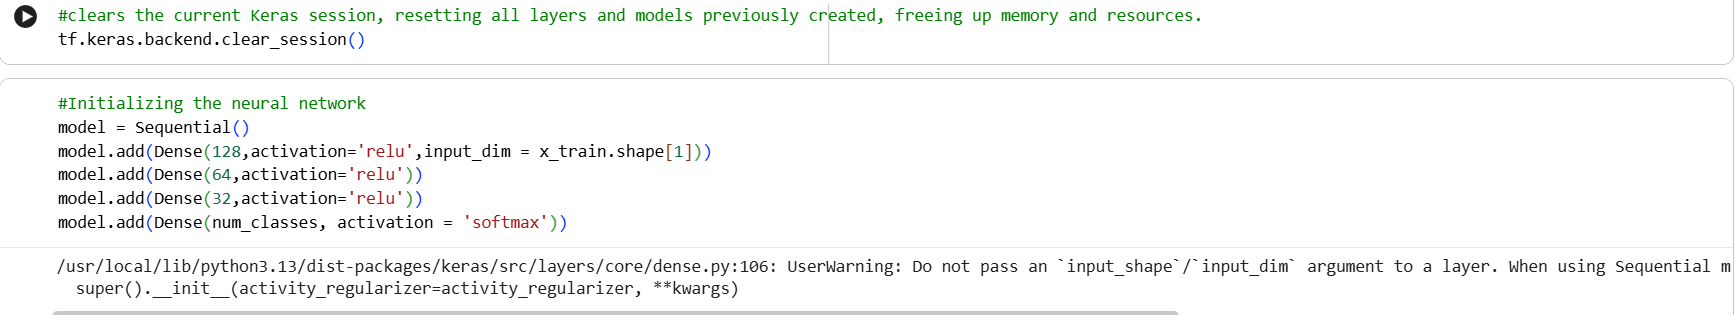 #clears the current Keras session, resetting all layers and models previously created, freeing up memory and resources.
tf.keras.backend.clear_session()
#Initializing the neural network
model = Sequential()
model.add(Dense(128,activation='relu',input_dim = x_train.shape[1]))
model.add(Dense(64,activation='relu'))
model.add(Dense(32,activation='relu'))
model.add(Dense(num_classes, activation = 'softmax'))
/usr/local/lib/python3.13/dist-packages/keras/src/layers/core/dense.py:106: UserWarning: Do not pass an `input_shape`/`input_dim` argument to a layer. When using Sequential m
super().__init__(activity_regularizer=activity_regularizer, **kwargs)